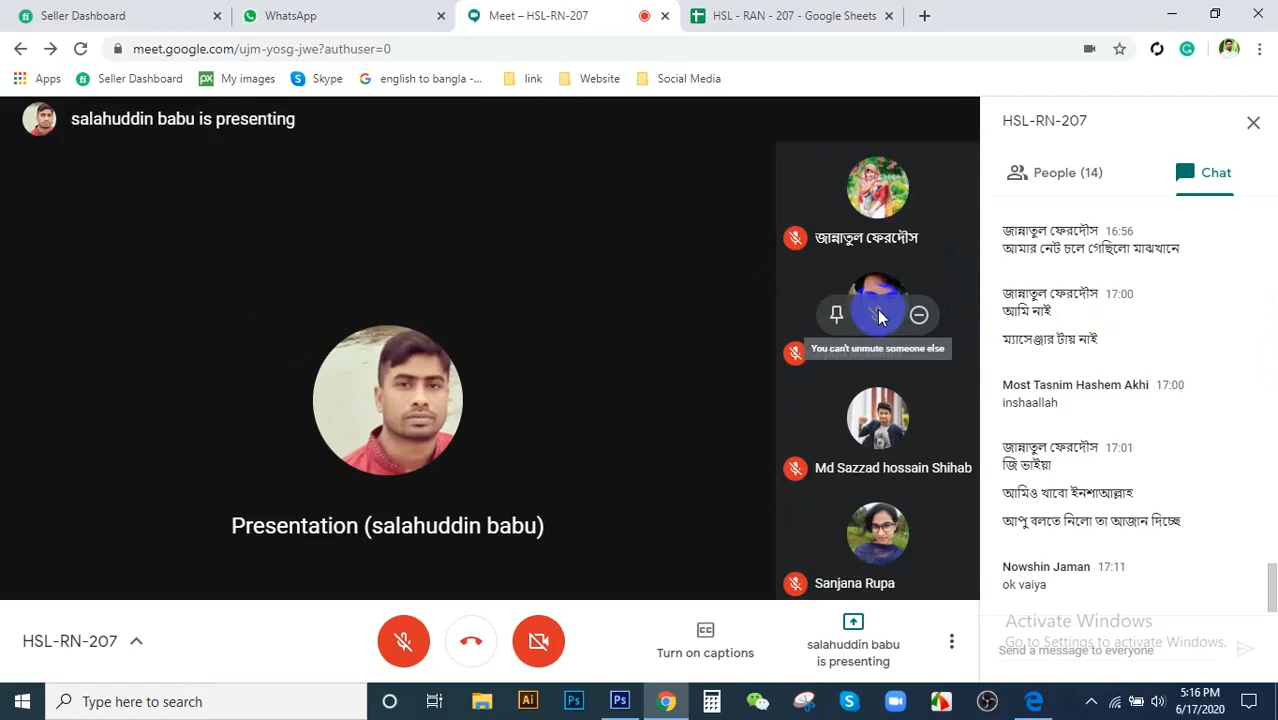 Seller Dashboard
WhatsApp
Meet – HSL-RN-207
HSL - RAN - 207 - Google Sheets
meet.google.com/ujm-yosg-jwe?authuser=0
Apps
Seller Dashboard
My images
Skype
english to bangla -...
link
Website
Social Media
salahuddin babu is presenting
HSL-RN-207
People (14)
Chat
জান্নাতুল ফেরদৌস
You can't unmute someone else
Md Sazzad hossain Shihab
Sanjana Rupa
Presentation (salahuddin babu)
জান্নাতুল ফেরদৌস 16:56
আমার নেট চলে গেছিলো মাঝখানে
জান্নাতুল ফেরদৌস 17:00
আমি নাই
ম্যাসেঞ্জার টায় নাই
Most Tasnim Hashem Akhi 17:00
inshaallah
জান্নাতুল ফেরদৌস 17:01
জি ভাইয়া
আমিও খাবো ইনশাআল্লাহ
আপু বলতে নিলো তা আজান দিচ্ছে
Nowshin Jaman 17:11
ok vaiya
Activate Windows
Go to Settings to activate Windows.
Send a message to everyone
HSL-RN-207
Turn on captions
salahuddin babu
is presenting
Type here to search
5:16 PM
6/17/2020